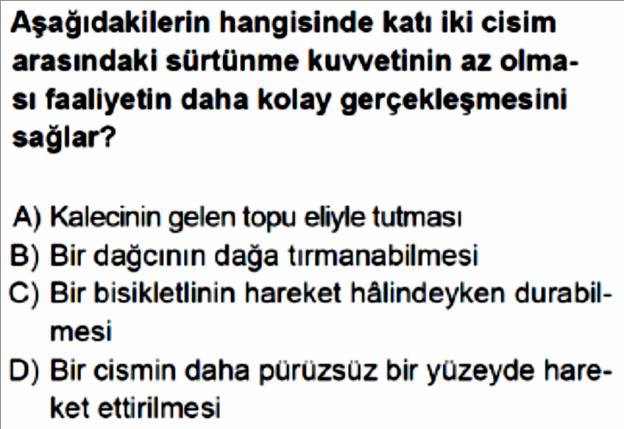 Aşağıdakilerin hangisinde katı iki cisim
arasındaki sürtünme kuvvetinin az olma-
sı faaliyetin daha kolay gerçekleşmesini
sağlar?
A) Kalecinin gelen topu eliyle tutması
B) Bir dağcının dağa tırmanabilmesi
C) Bir bisikletlinin hareket hâlindeyken durabil-
mesi
D) Bir cismin daha pürüzsüz bir yüzeyde hare-
ket ettirilmesi